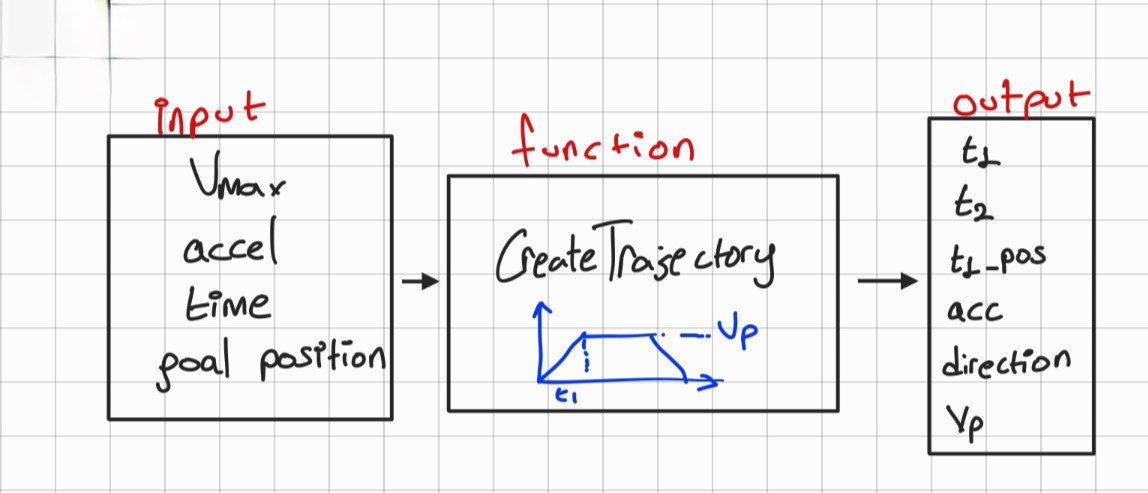 input
Vmax
accel
time
goal position
function
CreateTrajectory
Vp
t1
output
t1
t2
t1_pos
acc
direction
Vp